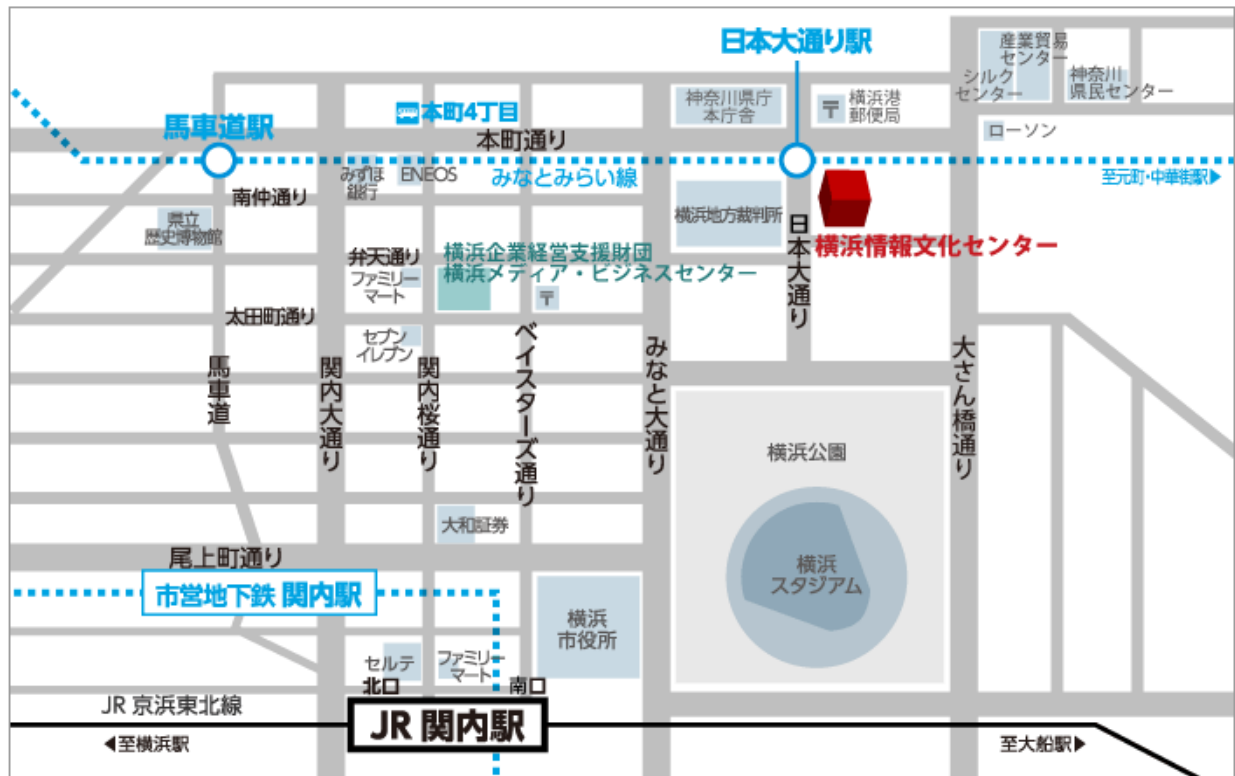 日本大通り駅
産業貿易
センター
シルク
センター
神奈川
県民センター
神奈川県庁
本庁舎
〒
横浜港
郵便局
本町4丁目
馬車道駅
本町通り
ローソン
みずほ
銀行
ENEOS
みなとみらい線
至元町・中華街駅▶
南仲通り
県立
歴史博物館
横浜地方裁判所
日本大通り
横浜情報文化センター
弁天通り
横浜企業経営支援財団
横浜メディア・ビジネスセンター
ファミリー
マート
〒
太田町通り
セブン
イレブン
馬車道
関内大通り
関内桜通り
ベイスターズ通り
みなと大通り
大さん橋通り
横浜公園
大和証券
尾上町通り
横浜
スタジアム
市営地下鉄 関内駅
横浜
市役所
セルテ
ファミリー
マート
北口
南口
JR 京浜東北線
JR 関内駅
◀至横浜駅
至大船駅▶